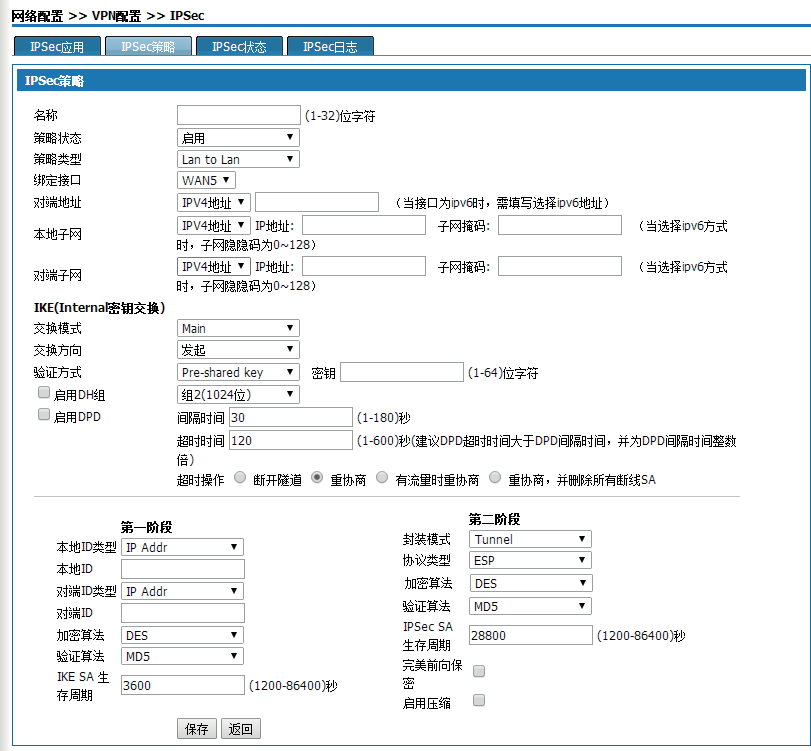 网络配置 >> VPN配置 >> IPSec
IPSec应用 IPSec策略 IPSec状态 IPSec日志
IPSec策略
名称 (1-32)位字符
策略状态 启用
策略类型 Lan to Lan
绑定接口 WAN5
对端地址 IPV4地址 （当接口为ipv6时，需填写选择ipv6地址）
本地子网 IPV4地址 IP地址: 子网掩码: （当选择ipv6方式
时，子网隐隐码为0~128）
对端子网 IPV4地址 IP地址: 子网掩码: （当选择ipv6方式
时，子网隐隐码为0~128）
IKE(Internal密钥交换)
交换模式 Main
交换方向 发起
验证方式 Pre-shared key 密钥 (1-64)位字符
启用DH组 组2(1024位)
启用DPD 间隔时间 30 (1-180)秒
超时时间 120 (1-600)秒(建议DPD超时时间大于DPD间隔时间，并为DPD间隔时间整数
倍)
超时操作 断开隧道 重协商 有流量时重协商 重协商，并删除所有断线SA
第一阶段
本地ID类型 IP Addr
本地ID
对端ID类型 IP Addr
对端ID
加密算法 DES
验证算法 MD5
IKE SA 生
存周期 3600 (1200-86400)秒
第二阶段
封装模式 Tunnel
协议类型 ESP
加密算法 DES
验证算法 MD5
IPSec SA
生存周期 28800 (1200-86400)秒
完美前向保
密
启用压缩
保存 返回